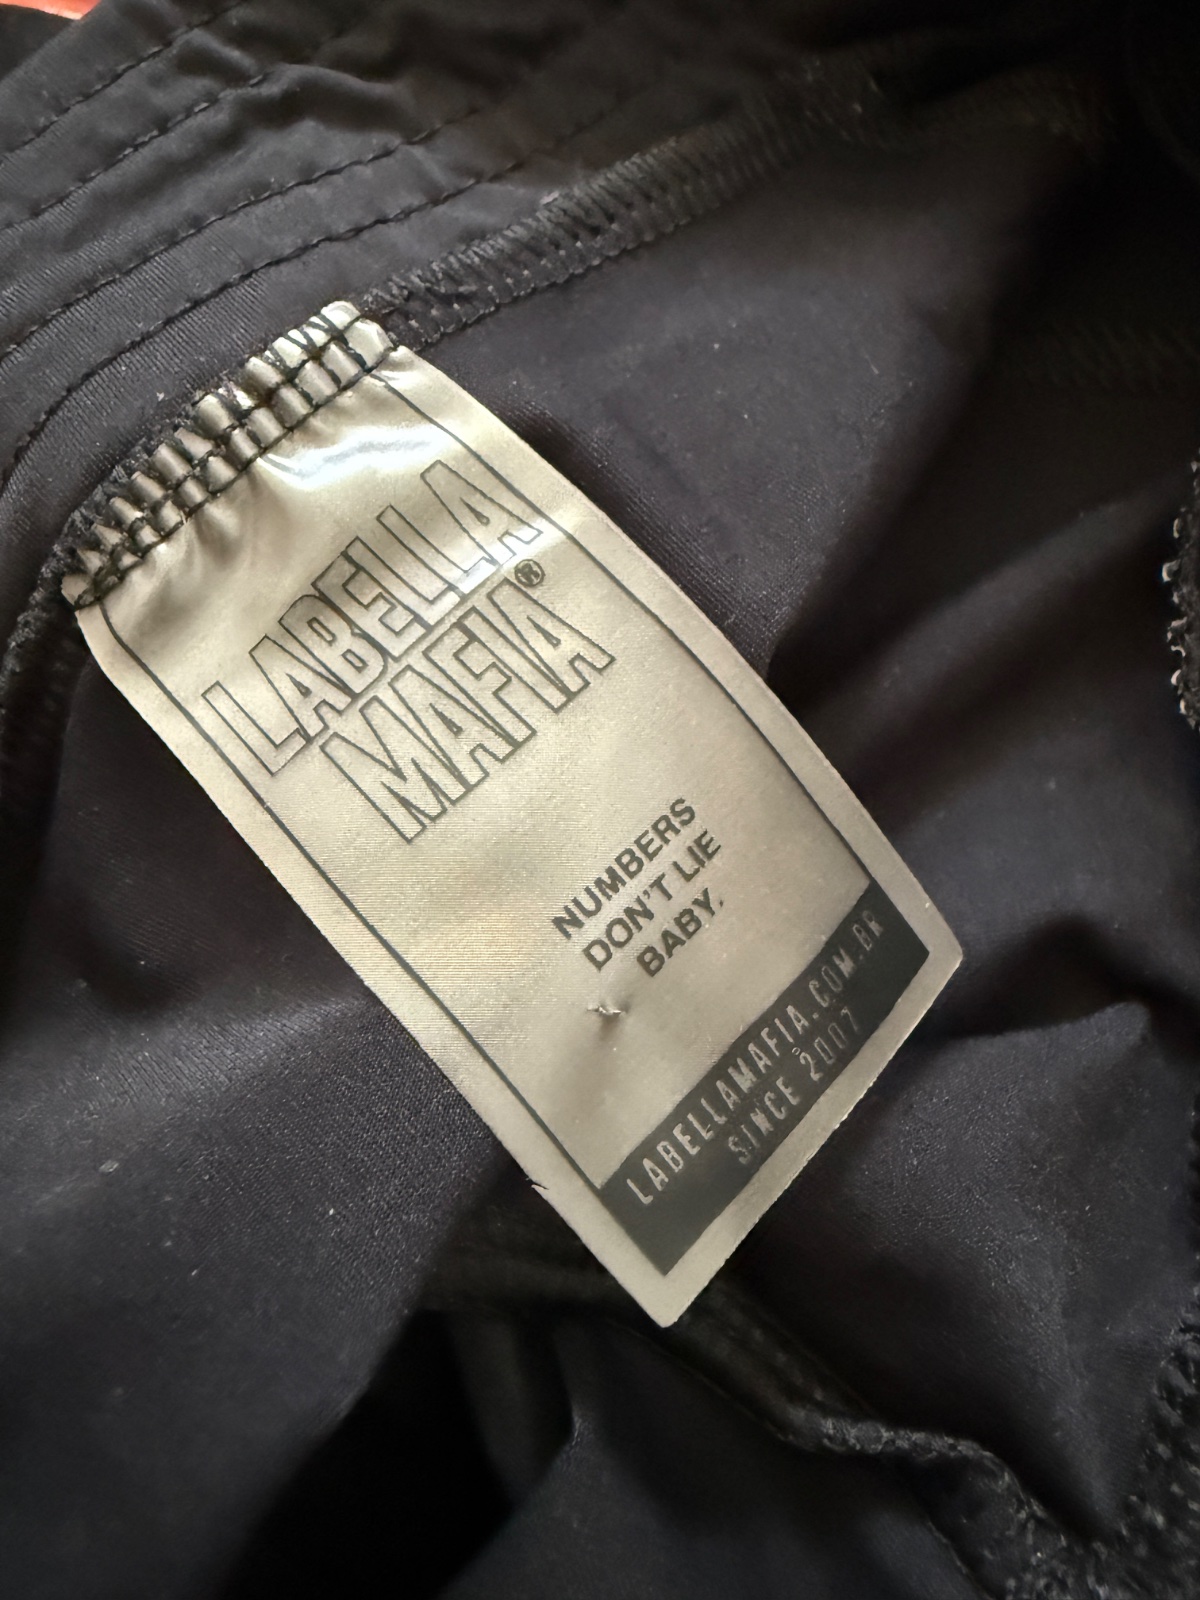 LABELLA
MAFIA®
NUMBERS
DON'T LIE
BABY.
LABELLAMAFIA.COM.BR
SINCE 2007